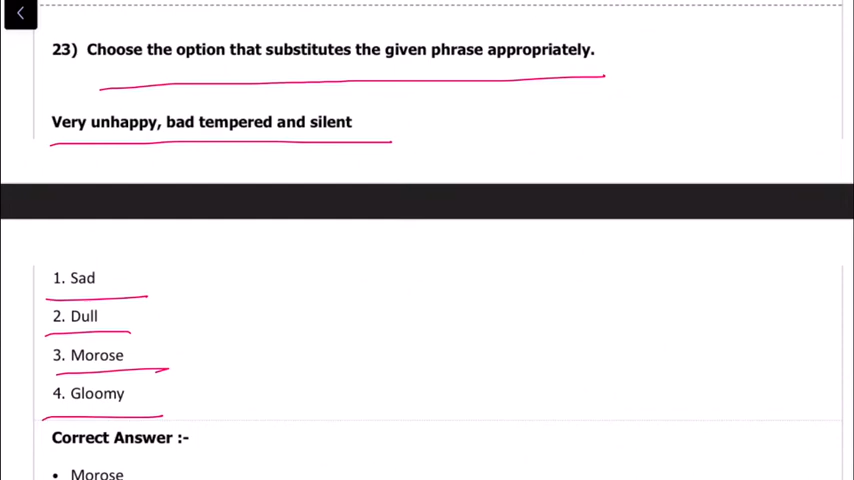 23) Choose the option that substitutes the given phrase appropriately.
Very unhappy, bad tempered and silent
1. Sad
2. Dull
3. Morose
4. Gloomy
Correct Answer :-
• Morose